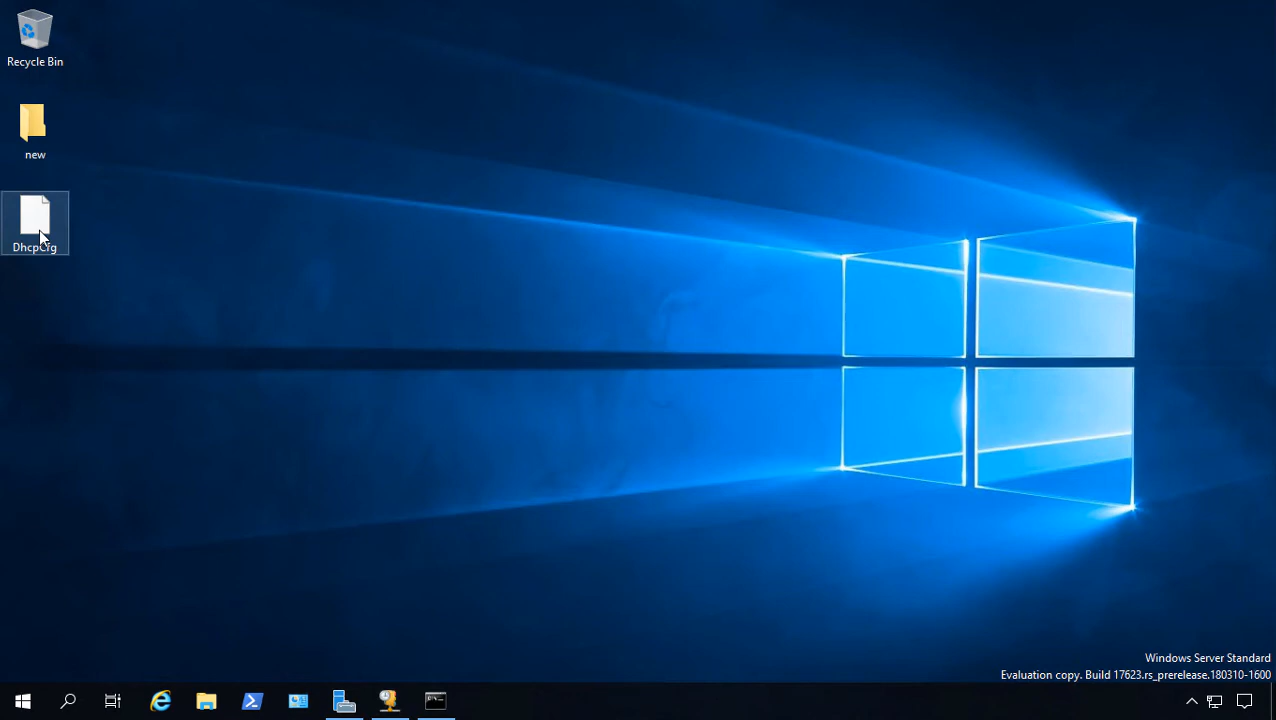 Recycle Bin
new
DhcpCfg
Windows Server Standard
Evaluation copy. Build 17623.rs_prerelease.180310-1600